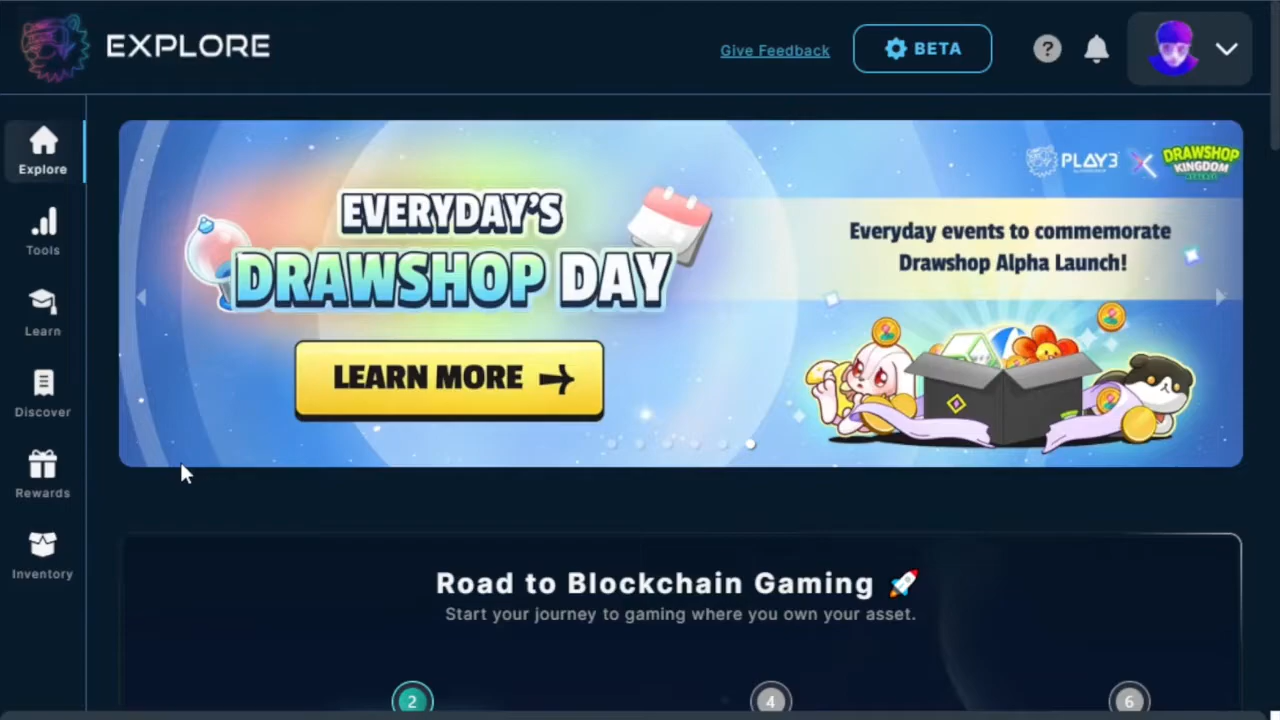 EXPLORE
Give Feedback
BETA
?
Explore
Tools
Learn
Discover
Rewards
Inventory
PLAY3
DRAWSHOP
KINGDOM
EVERYDAY'S
DRAWSHOP DAY
LEARN MORE
Everyday events to commemorate
Drawshop Alpha Launch!
Road to Blockchain Gaming
Start your journey to gaming where you own your asset.
2
4
6